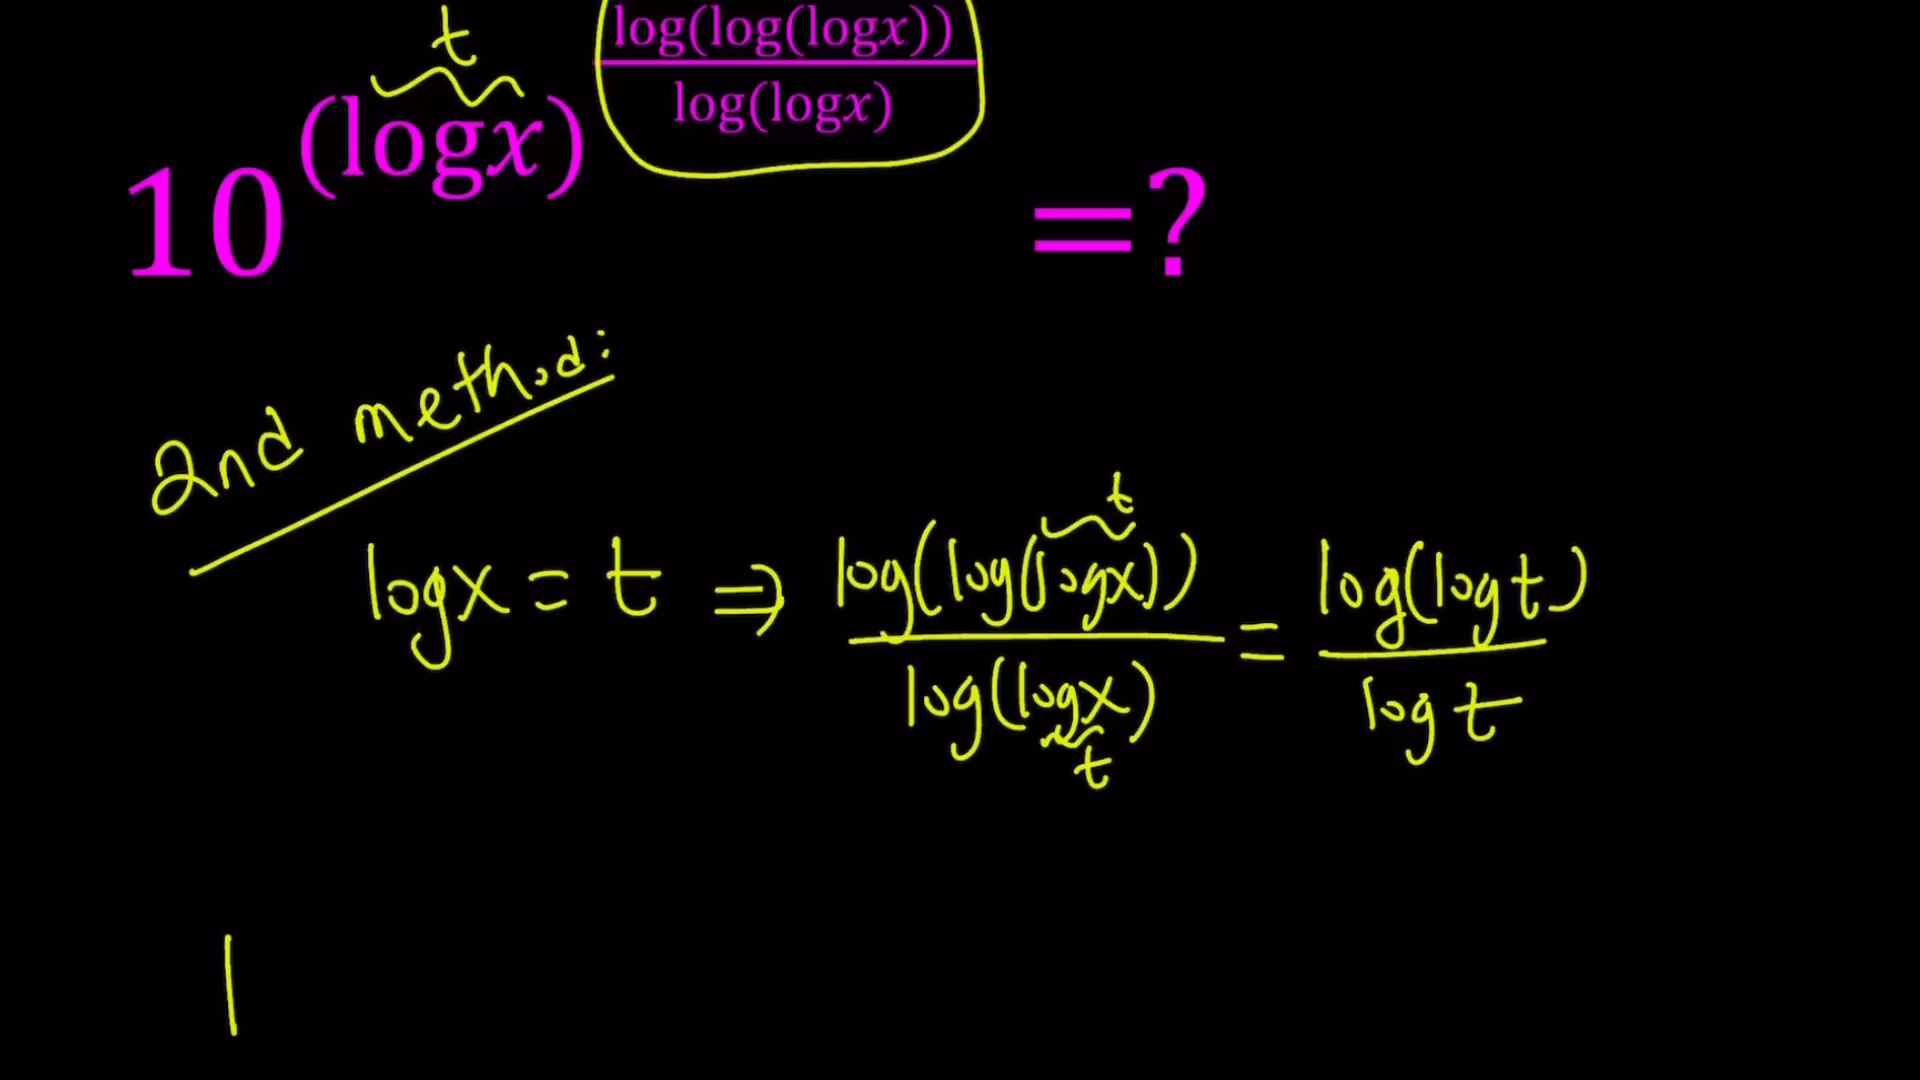 t
log(log(logx))
log(logx)
10^(logx) =?
2nd method:
t
logx = t ⇒ log(log(logx)) / log(logx) = log(log t) / log t
t
|